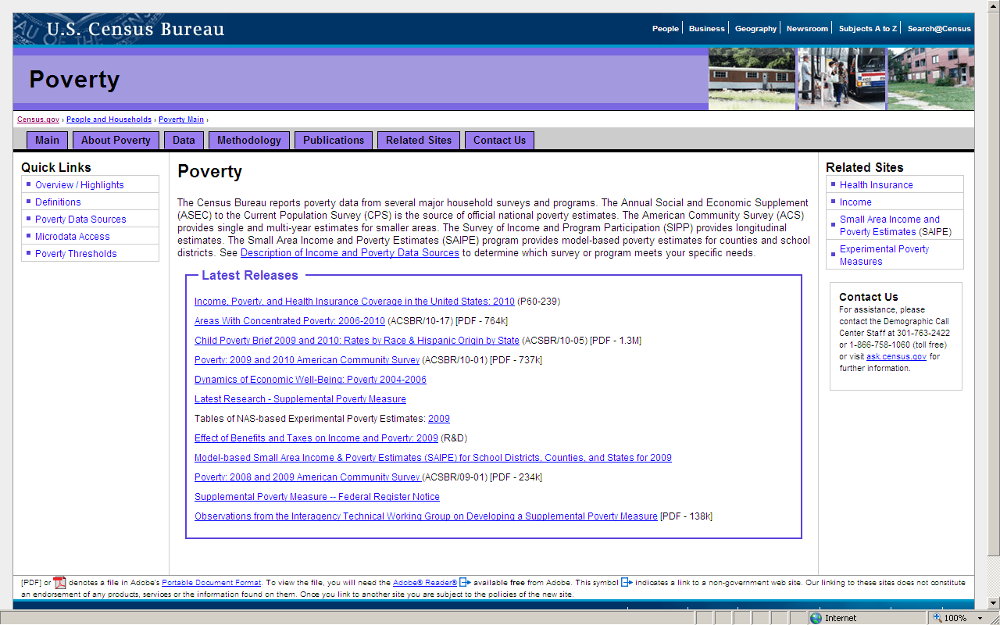 U.S. Census Bureau
People Business Geography Newsroom Subjects A to Z Search@Census
Poverty
Census.gov › People and Households › Poverty Main ›
Main About Poverty Data Methodology Publications Related Sites Contact Us
Quick Links
Overview / Highlights
Definitions
Poverty Data Sources
Microdata Access
Poverty Thresholds
Poverty
The Census Bureau reports poverty data from several major household surveys and programs. The Annual Social and Economic Supplement
(ASEC) to the Current Population Survey (CPS) is the source of official national poverty estimates. The American Community Survey (ACS)
provides single and multi-year estimates for smaller areas. The Survey of Income and Program Participation (SIPP) provides longitudinal
estimates. The Small Area Income and Poverty Estimates (SAIPE) program provides model-based poverty estimates for counties and school
districts. See Description of Income and Poverty Data Sources to determine which survey or program meets your specific needs.
Latest Releases
Income, Poverty, and Health Insurance Coverage in the United States: 2010 (P60-239)
Areas With Concentrated Poverty: 2006-2010 (ACSBR/10-17) [PDF - 764k]
Child Poverty Brief 2009 and 2010: Rates by Race & Hispanic Origin by State (ACSBR/10-05) [PDF - 1.3M]
Poverty: 2009 and 2010 American Community Survey (ACSBR/10-01) [PDF - 737k]
Dynamics of Economic Well-Being: Poverty 2004-2006
Latest Research - Supplemental Poverty Measure
Tables of NAS-based Experimental Poverty Estimates: 2009
Effect of Benefits and Taxes on Income and Poverty: 2009 (R&D)
Model-based Small Area Income & Poverty Estimates (SAIPE) for School Districts, Counties, and States for 2009
Poverty: 2008 and 2009 American Community Survey (ACSBR/09-01) [PDF - 234k]
Supplemental Poverty Measure -- Federal Register Notice
Observations from the Interagency Technical Working Group on Developing a Supplemental Poverty Measure [PDF - 138k]
Related Sites
Health Insurance
Income
Small Area Income and
Poverty Estimates (SAIPE)
Experimental Poverty
Measures
Contact Us
For assistance, please
contact the Demographic Call
Center Staff at 301-763-2422
or 1-866-758-1060 (toll free)
or visit ask.census.gov for
further information.
[PDF] or denotes a file in Adobe's Portable Document Format. To view the file, you will need the Adobe® Reader® available free from Adobe. This symbol indicates a link to a non-government web site. Our linking to these sites does not constitute
an endorsement of any products, services or the information found on them. Once you link to another site you are subject to the policies of the new site.
Internet 100%